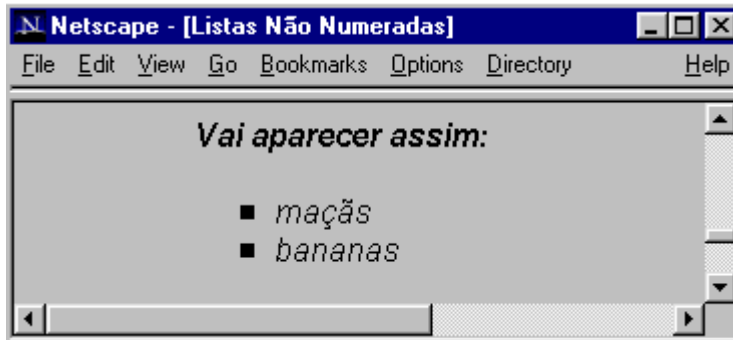 Netscape - [Listas Não Numeradas]
File Edit View Go Bookmarks Options Directory Help
Vai aparecer assim:
maçãs
bananas